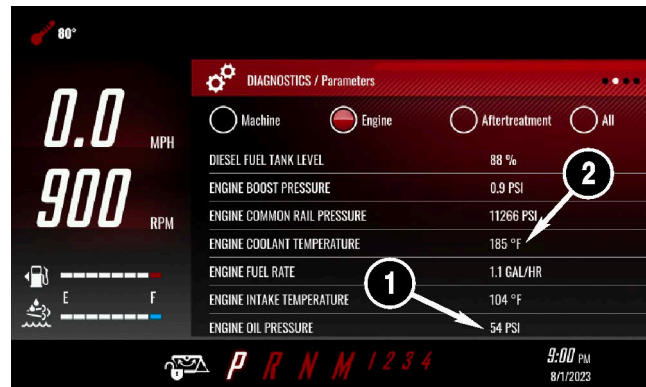 80°
DIAGNOSTICS / Parameters
Machine Engine Aftertreatment All
0.0 MPH
DIESEL FUEL TANK LEVEL 88 %
ENGINE BOOST PRESSURE 0.9 PSI
2
900 RPM
ENGINE COMMON RAIL PRESSURE 11266 PSI
ENGINE COOLANT TEMPERATURE 185 °F
ENGINE FUEL RATE 1.1 GAL/HR
1
E F
ENGINE INTAKE TEMPERATURE 104 °F
ENGINE OIL PRESSURE 54 PSI
P R N M 1 2 3 4
9:00 PM
8/1/2023